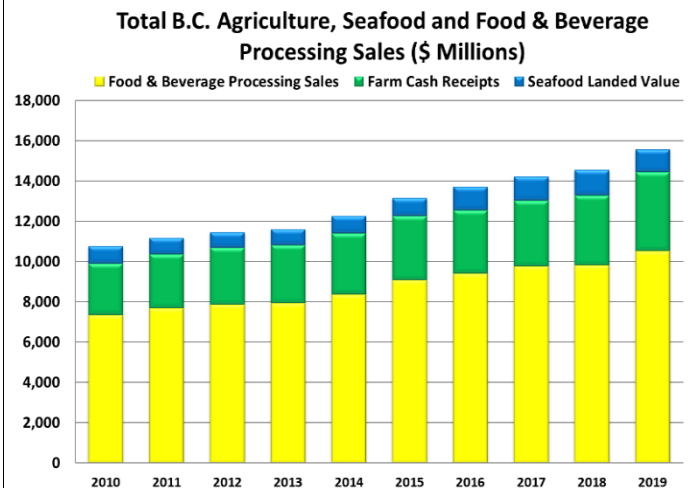 Total B.C. Agriculture, Seafood and Food & Beverage
Processing Sales ($ Millions)
Food & Beverage Processing Sales Farm Cash Receipts Seafood Landed Value
18,000
16,000
14,000
12,000
10,000
8,000
6,000
4,000
2,000
0
2010 2011 2012 2013 2014 2015 2016 2017 2018 2019